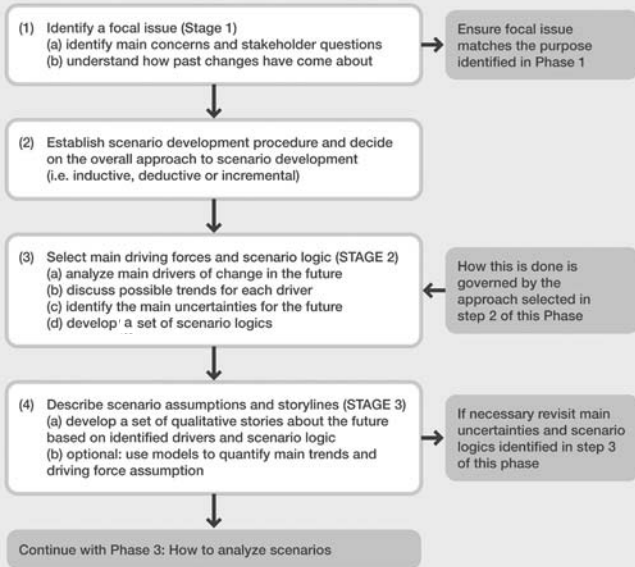 (1) Identify a focal issue (Stage 1)
(a) identify main concerns and stakeholder questions
(b) understand how past changes have come about
Ensure focal issue
matches the purpose
identified in Phase 1
(2) Establish scenario development procedure and decide
on the overall approach to scenario development
(i.e. inductive, deductive or incremental)
(3) Select main driving forces and scenario logic (STAGE 2)
(a) analyze main drivers of change in the future
(b) discuss possible trends for each driver
(c) identify the main uncertainties for the future
(d) develop a set of scenario logics
How this is done is
governed by the
approach selected in
step 2 of this Phase
(4) Describe scenario assumptions and storylines (STAGE 3)
(a) develop a set of qualitative stories about the future
based on identified drivers and scenario logic
(b) optional: use models to quantify main trends and
driving force assumption
If necessary revisit main
uncertainties and scenario
logics identified in step 3
of this phase
Continue with Phase 3: How to analyze scenarios